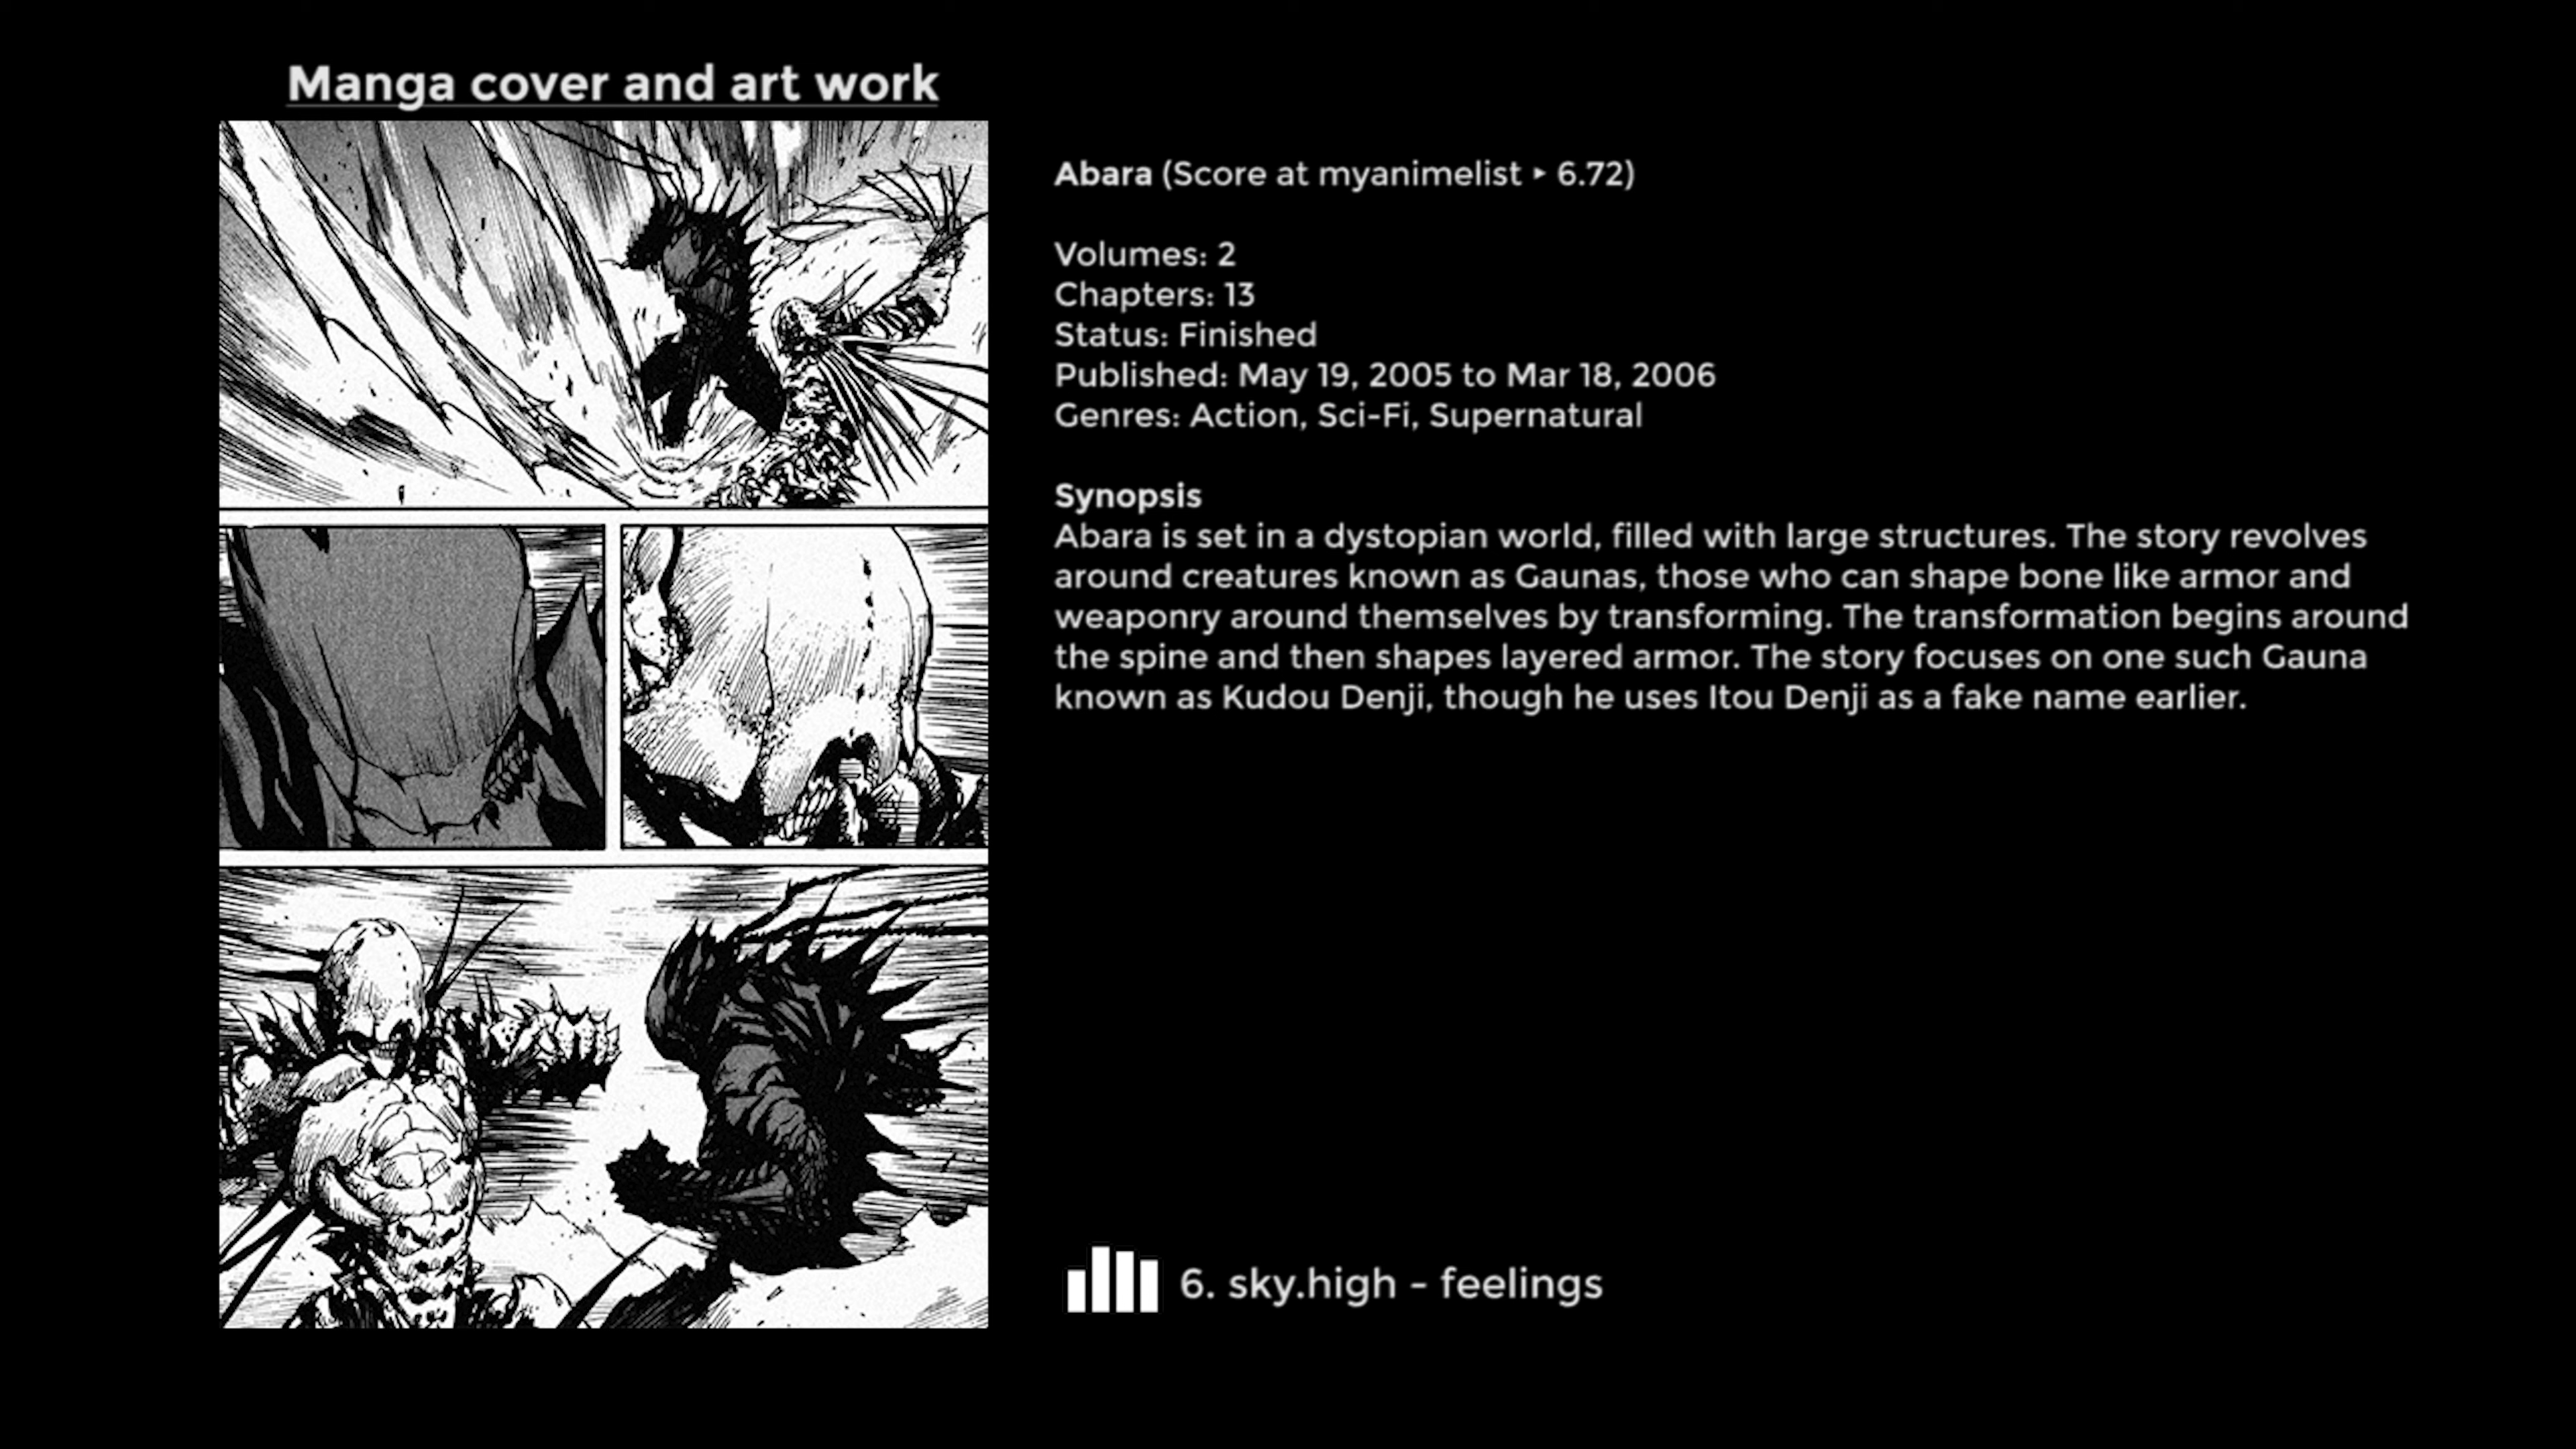 Manga cover and art work
Abara (Score at myanimelist ▸ 6.72)
Volumes: 2
Chapters: 13
Status: Finished
Published: May 19, 2005 to Mar 18, 2006
Genres: Action, Sci-Fi, Supernatural
Synopsis
Abara is set in a dystopian world, filled with large structures. The story revolves
around creatures known as Gaunas, those who can shape bone like armor and
weaponry around themselves by transforming. The transformation begins around
the spine and then shapes layered armor. The story focuses on one such Gauna
known as Kudou Denji, though he uses Itou Denji as a fake name earlier.
6. sky.high - feelings